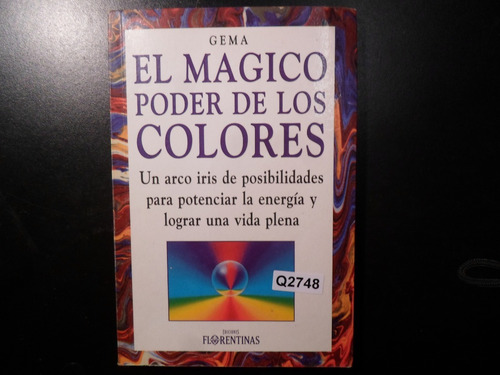 GEMA
EL MAGICO
PODER DE LOS
COLORES
Un arco iris de posibilidades
para potenciar la energía y
lograr una vida plena
Q2748
FLORENTINAS